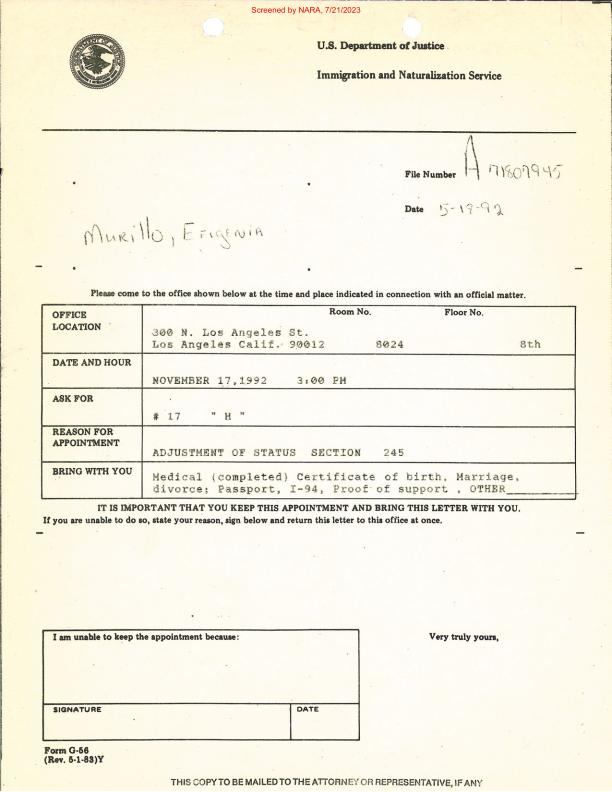 Screened by NARA, 7/21/2023
U.S. Department of Justice
Immigration and Naturalization Service
File Number A 71807945
Date 5-19-92
Murillo, Efigenia
Please come to the office shown below at the time and place indicated in connection with an official matter.
OFFICE LOCATION
Room No. Floor No.
300 N. Los Angeles St.
Los Angeles Calif. 90012 8024 8th
DATE AND HOUR
NOVEMBER 17,1992 3:00 PM
ASK FOR
# 17 " H "
REASON FOR
APPOINTMENT
ADJUSTMENT OF STATUS SECTION 245
BRING WITH YOU
Medical (completed) Certificate of birth, Marriage,
divorce; Passport, I-94, Proof of support , OTHER
IT IS IMPORTANT THAT YOU KEEP THIS APPOINTMENT AND BRING THIS LETTER WITH YOU.
If you are unable to do so, state your reason, sign below and return this letter to this office at once.
I am unable to keep the appointment because:
Very truly yours,
SIGNATURE
DATE
Form G-56
(Rev. 5-1-83)Y
THIS COPY TO BE MAILED TO THE ATTORNEY OR REPRESENTATIVE, IF ANY